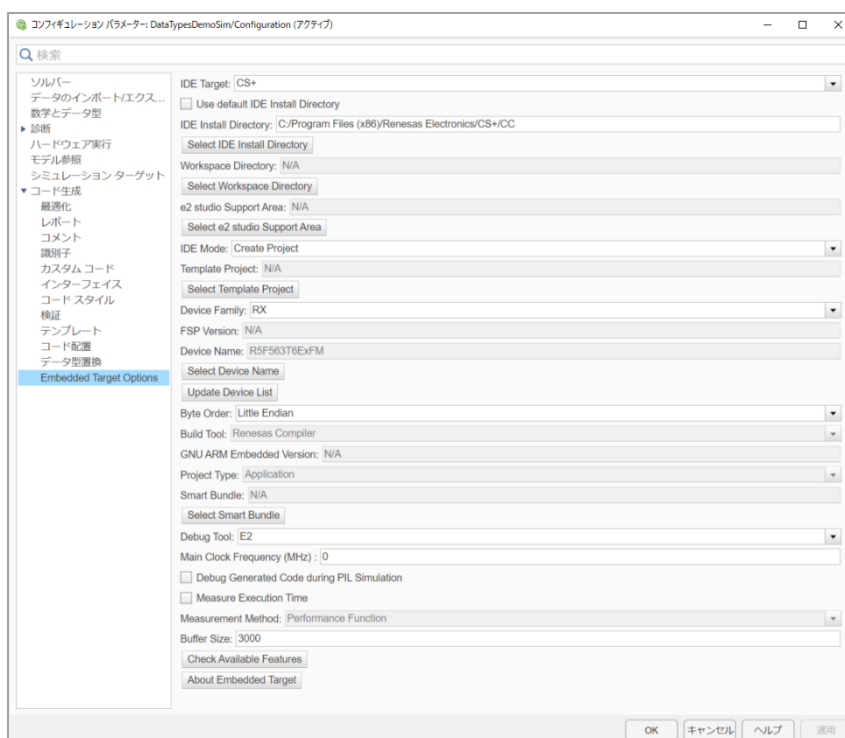 コンフィギュレーション パラメーター: DataTypesDemoSim/Configuration (アクティブ)
検索
ソルバー
データのインポート/エクス...
数学とデータ型
診断
ハードウェア実行
モデル参照
シミュレーション ターゲット
コード生成
最適化
レポート
コメント
識別子
カスタム コード
インターフェイス
コード スタイル
検証
テンプレート
コード配置
データ型置換
Embedded Target Options
IDE Target: CS+
Use default IDE Install Directory
IDE Install Directory: C:/Program Files (x86)/Renesas Electronics/CS+/CC
Select IDE Install Directory
Workspace Directory: N/A
Select Workspace Directory
e2 studio Support Area: N/A
Select e2 studio Support Area
IDE Mode: Create Project
Template Project: N/A
Select Template Project
Device Family: RX
FSP Version: N/A
Device Name: R5F563T6ExFM
Select Device Name
Update Device List
Byte Order: Little Endian
Build Tool: Renesas Compiler
GNU ARM Embedded Version: N/A
Project Type: Application
Smart Bundle: N/A
Select Smart Bundle
Debug Tool: E2
Main Clock Frequency (MHz) : 0
Debug Generated Code during PIL Simulation
Measure Execution Time
Measurement Method: Performance Function
Buffer Size: 3000
Check Available Features
About Embedded Target
OK キャンセル ヘルプ 適用